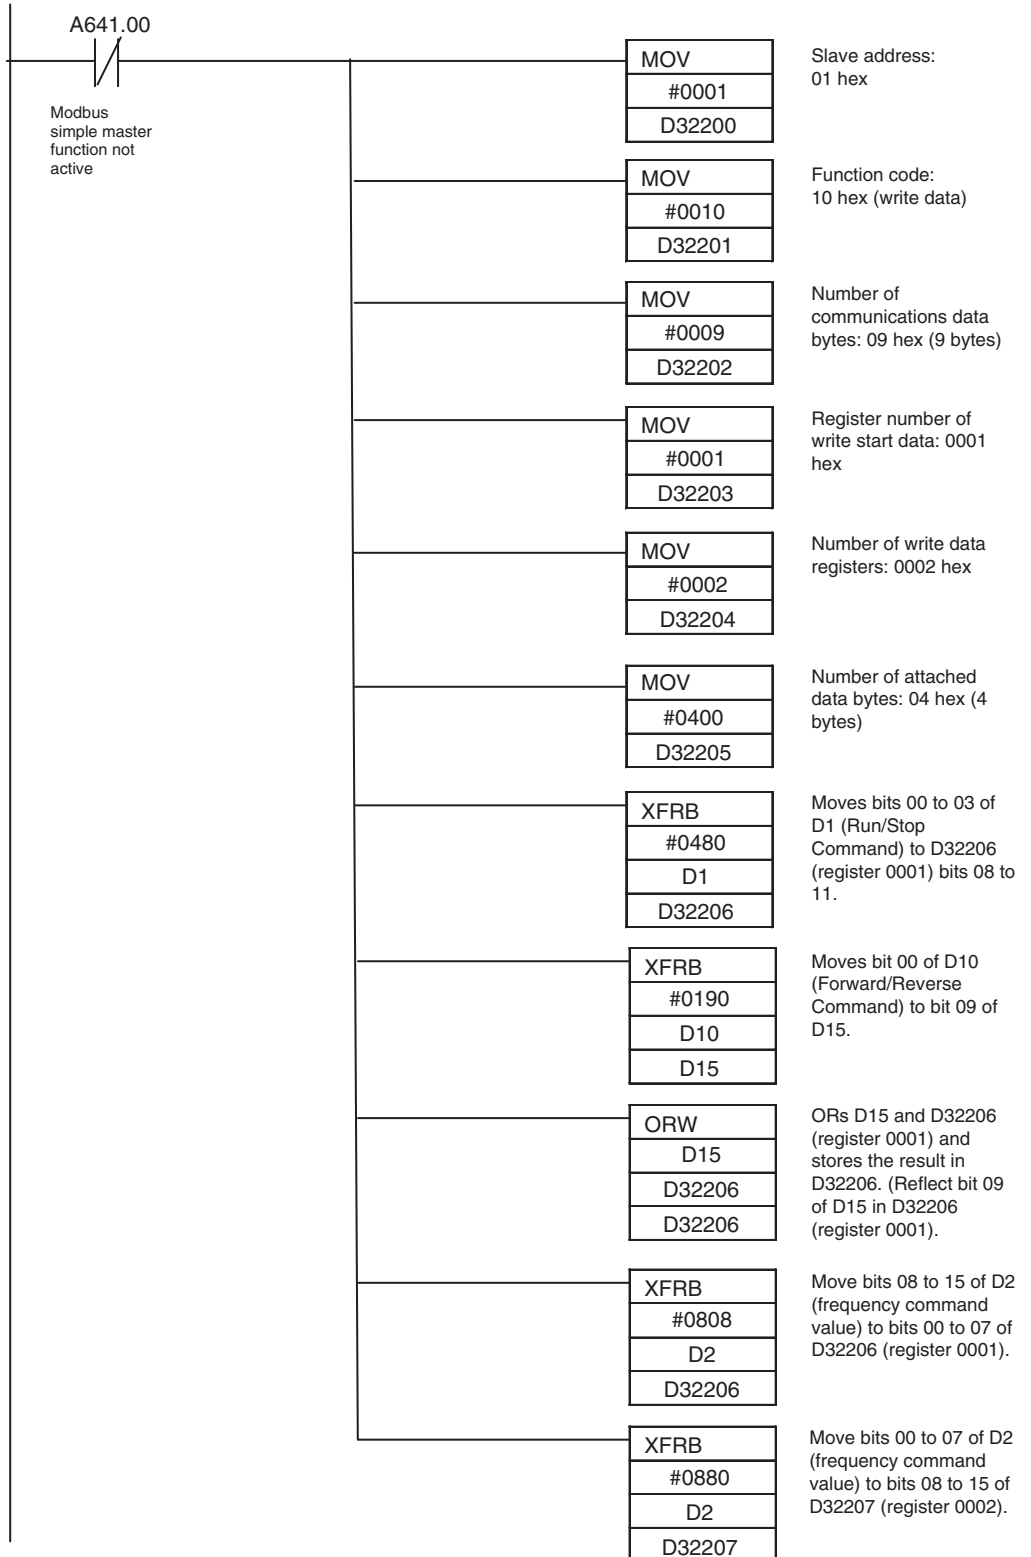 A641.00
Modbus
simple master
function not
active
MOV
#0001
D32200
Slave address:
01 hex
MOV
#0010
D32201
Function code:
10 hex (write data)
MOV
#0009
D32202
Number of
communications data
bytes: 09 hex (9 bytes)
MOV
#0001
D32203
Register number of
write start data: 0001
hex
MOV
#0002
D32204
Number of write data
registers: 0002 hex
MOV
#0400
D32205
Number of attached
data bytes: 04 hex (4
bytes)
XFRB
#0480
D1
D32206
Moves bits 00 to 03 of
D1 (Run/Stop
Command) to D32206
(register 0001) bits 08 to
11.
XFRB
#0190
D10
D15
Moves bit 00 of D10
(Forward/Reverse
Command) to bit 09 of
D15.
ORW
D15
D32206
D32206
ORs D15 and D32206
(register 0001) and
stores the result in
D32206. (Reflect bit 09
of D15 in D32206
(register 0001).
XFRB
#0808
D2
D32206
Move bits 08 to 15 of D2
(frequency command
value) to bits 00 to 07 of
D32206 (register 0001).
XFRB
#0880
D2
D32207
Move bits 00 to 07 of D2
(frequency command
value) to bits 08 to 15 of
D32207 (register 0002).